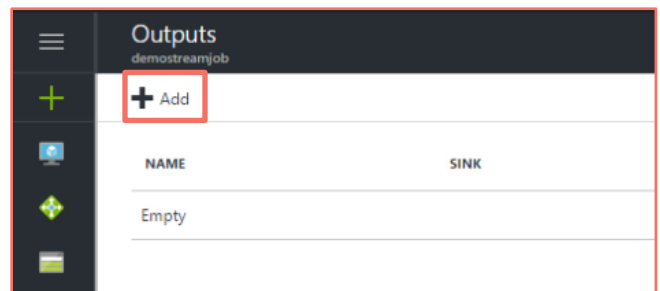 Outputs
demostreamjob
Add
NAME SINK
Empty